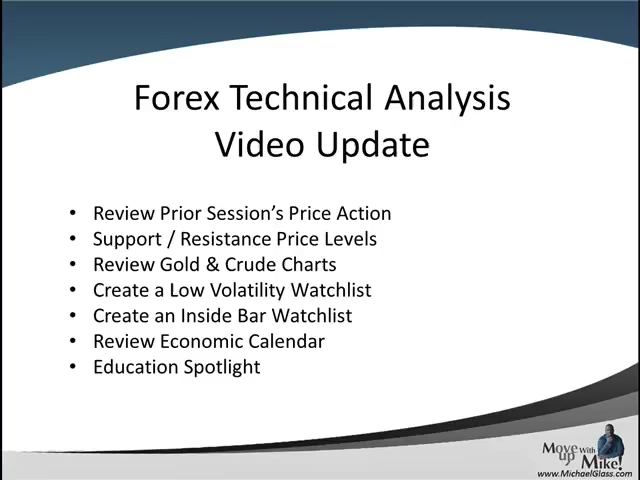 Forex Technical Analysis
Video Update
• Review Prior Session's Price Action
• Support / Resistance Price Levels
• Review Gold & Crude Charts
• Create a Low Volatility Watchlist
• Create an Inside Bar Watchlist
• Review Economic Calendar
• Education Spotlight
Move up With Mike!
www.MichaelGlass.com